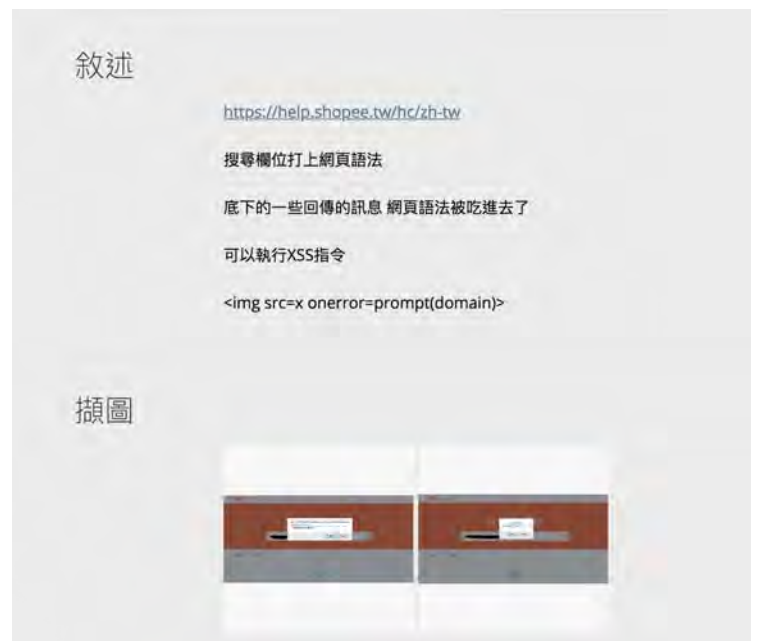 敘述
https://help.shopee.tw/hc/zh-tw
搜尋欄位打上網頁語法
底下的一些回傳的訊息 網頁語法被吃進去了
可以執行XSS指令
<img src=x onerror=prompt(domain)>
擷圖